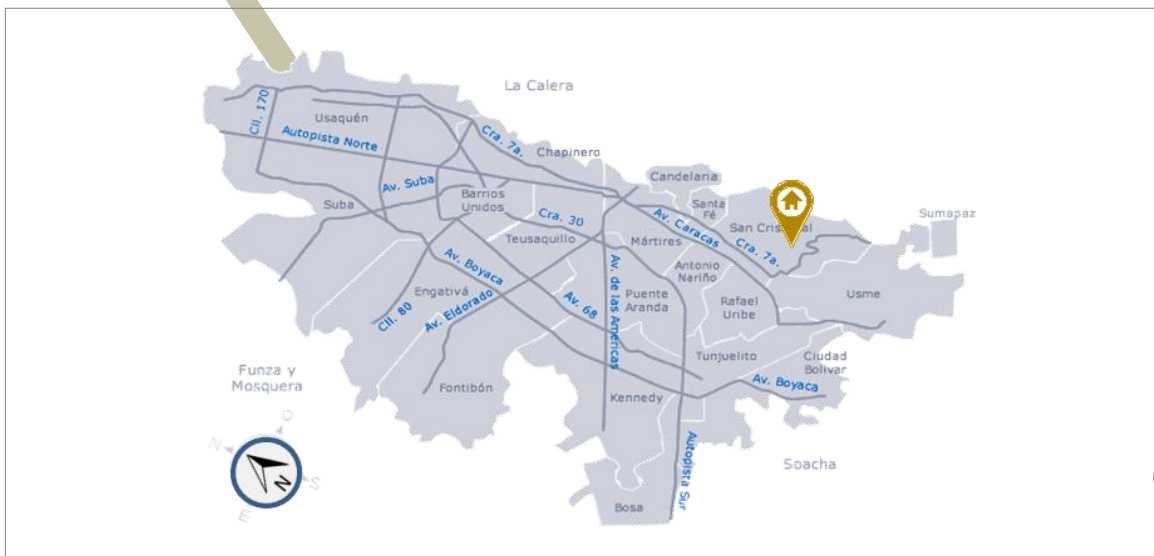 La Calera
Cll. 170
Usaquén
Autopista Norte
Cra. 7a.
Chapinero
Candelaria
Av. Suba
Suba
Barrios
Unidos
Santa
Fé
Sumapaz
Cra. 30
Av. Caracas
San Cristobal
Cra. 7a.
Teusaquillo
Mártires
Av. Boyaca
Antonio
Nariño
Engativá
Cll. 80
Av. Eldorado
Av. 68
Av. de las Américas
Puente
Aranda
Rafael
Uribe
Usme
Tunjuelito
Ciudad
Bolivar
Funza y
Mosquera
Fontibón
Kennedy
Av. Boyaca
Autopista Sur
Soacha
Bosa
O
N
S
E
N